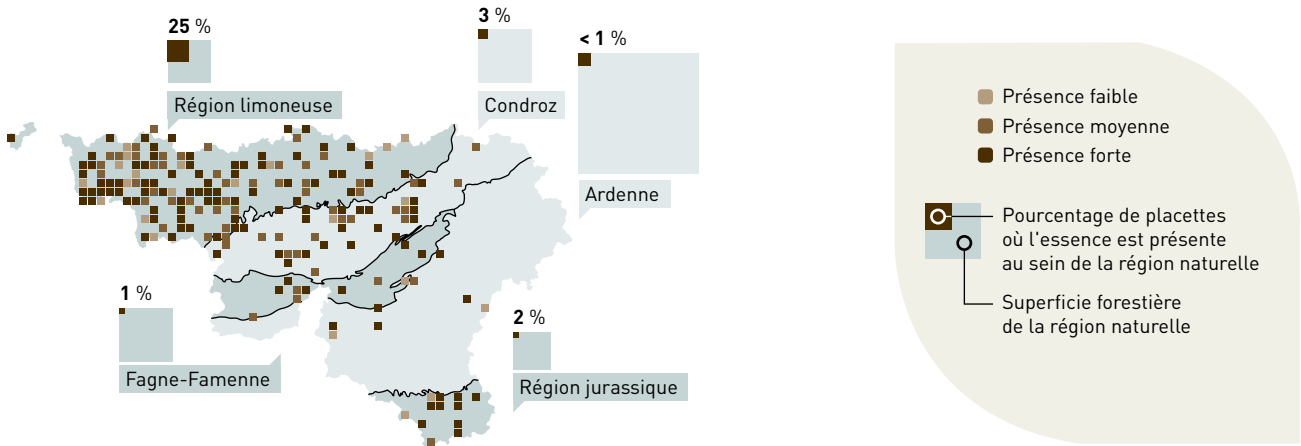 25 %
Région limoneuse
3 %
Condroz
< 1 %
Ardenne
1 %
Fagne-Famenne
2 %
Région jurassique
Présence faible
Présence moyenne
Présence forte
Pourcentage de placettes
où l'essence est présente
au sein de la région naturelle
Superficie forestière
de la région naturelle